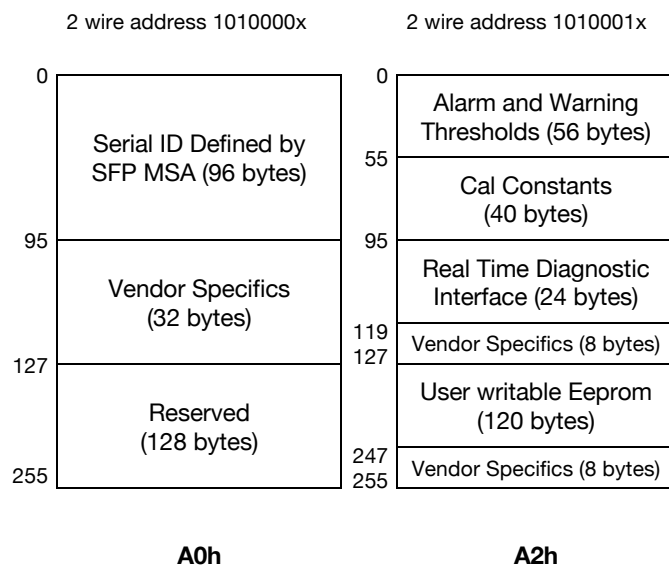 2 wire address 1010000x
0
Serial ID Defined by
SFP MSA (96 bytes)
95
Vendor Specifics
(32 bytes)
127
Reserved
(128 bytes)
255
A0h
2 wire address 1010001x
0
Alarm and Warning
Thresholds (56 bytes)
55
Cal Constants
(40 bytes)
95
Real Time Diagnostic
Interface (24 bytes)
119
Vendor Specifics (8 bytes)
127
User writable Eeprom
(120 bytes)
247
Vendor Specifics (8 bytes)
255
A2h